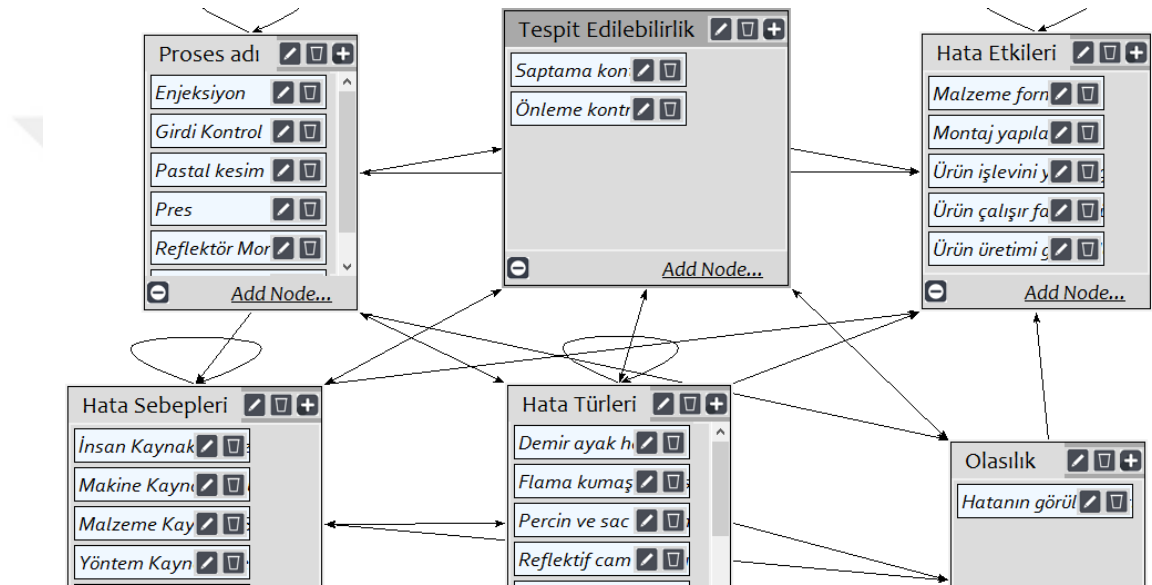 Proses adı
Enjeksiyon
Girdi Kontrol
Pastal kesim
Pres
Reflektör Mor
Add Node...
Tespit Edilebilirlik
Saptama kon
Önleme kontr
Add Node...
Hata Etkileri
Malzeme forn
Montaj yapıla
Ürün işlevini y
Ürün çalışır fa
Ürün üretimi g
Add Node...
Hata Sebepleri
İnsan Kaynak
Makine Kayn
Malzeme Kay
Yöntem Kayn
Hata Türleri
Demir ayak h
Flama kumaş
Percin ve sac
Reflektif cam
Olasılık
Hatanın görül